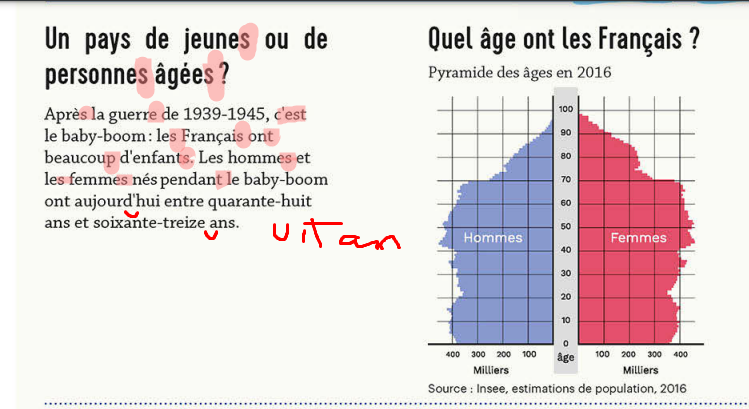 Un pays de jeunes ou de
personnes âgées ?
Après la guerre de 1939-1945, c'est
le baby-boom : les Français ont
beaucoup d'enfants. Les hommes et
les femmes nés pendant le baby-boom
ont aujourd'hui entre quarante-huit
ans et soixante-treize ans.
uitan
Quel âge ont les Français ?
Pyramide des âges en 2016
100
90
80
70
60
50
40
30
20
10
0
Hommes
Femmes
400 300 200 100 âge 100 200 300 400
Milliers Milliers
Source : Insee, estimations de population, 2016